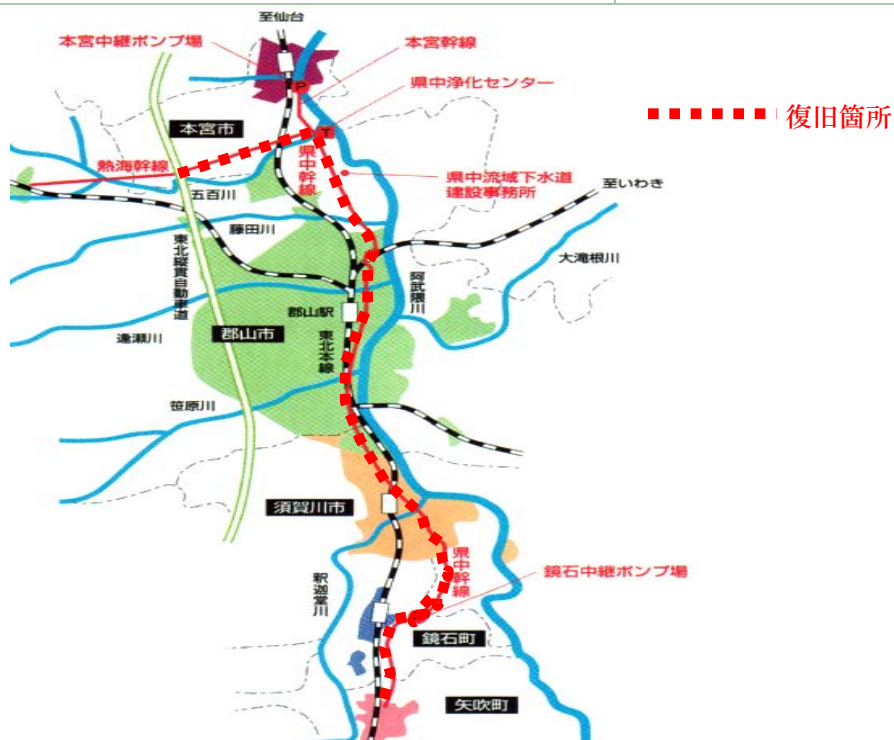 至仙台
本宮中継ポンプ場
本宮幹線
P
県中浄化センター
復旧箇所
本宮市
T
熱海幹線
県中幹線
県中流域下水道
建設事務所
至いわき
五百川
藤田川
大滝根川
東北縦貫自動車道
阿武隈川
郡山駅
郡山市
逢瀬川
東北本線
笹原川
須賀川市
県中幹線
鏡石中継ポンプ場
釈迦堂川
鏡石町
矢吹町